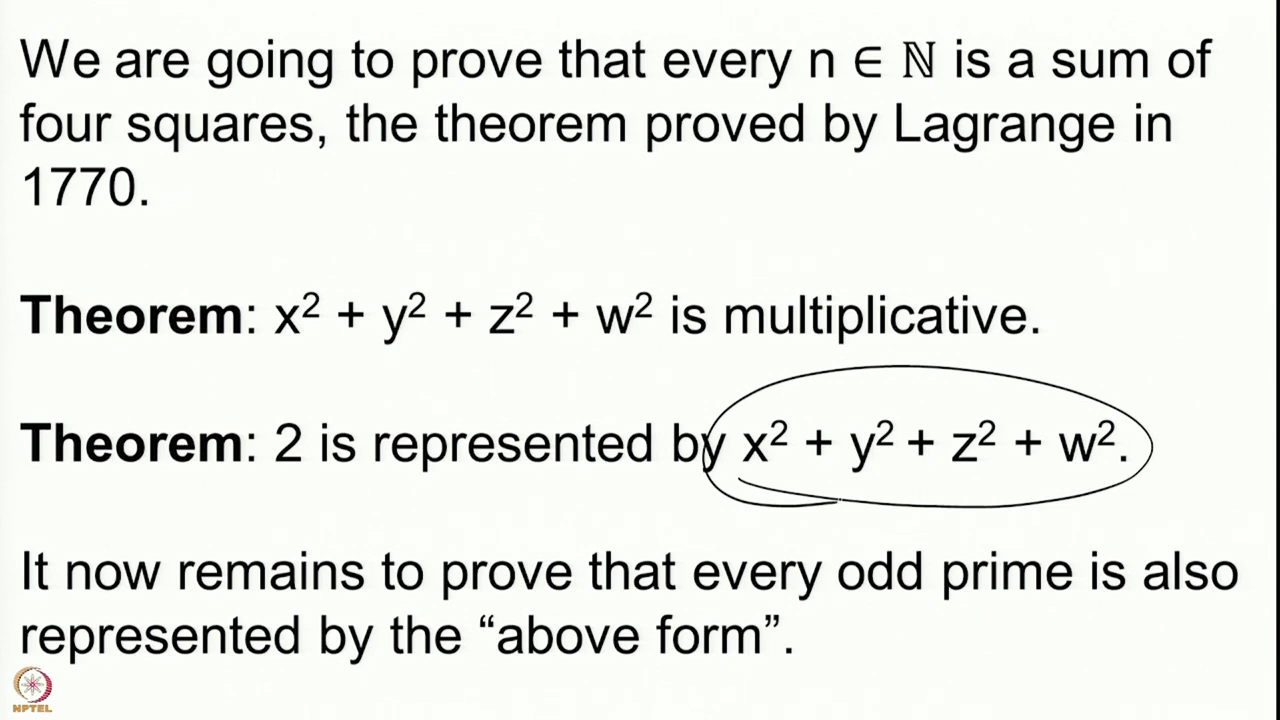 We are going to prove that every n ∈ ℕ is a sum of
four squares, the theorem proved by Lagrange in
1770.
Theorem: x² + y² + z² + w² is multiplicative.
Theorem: 2 is represented by x² + y² + z² + w².
It now remains to prove that every odd prime is also
represented by the “above form”.
NPTEL